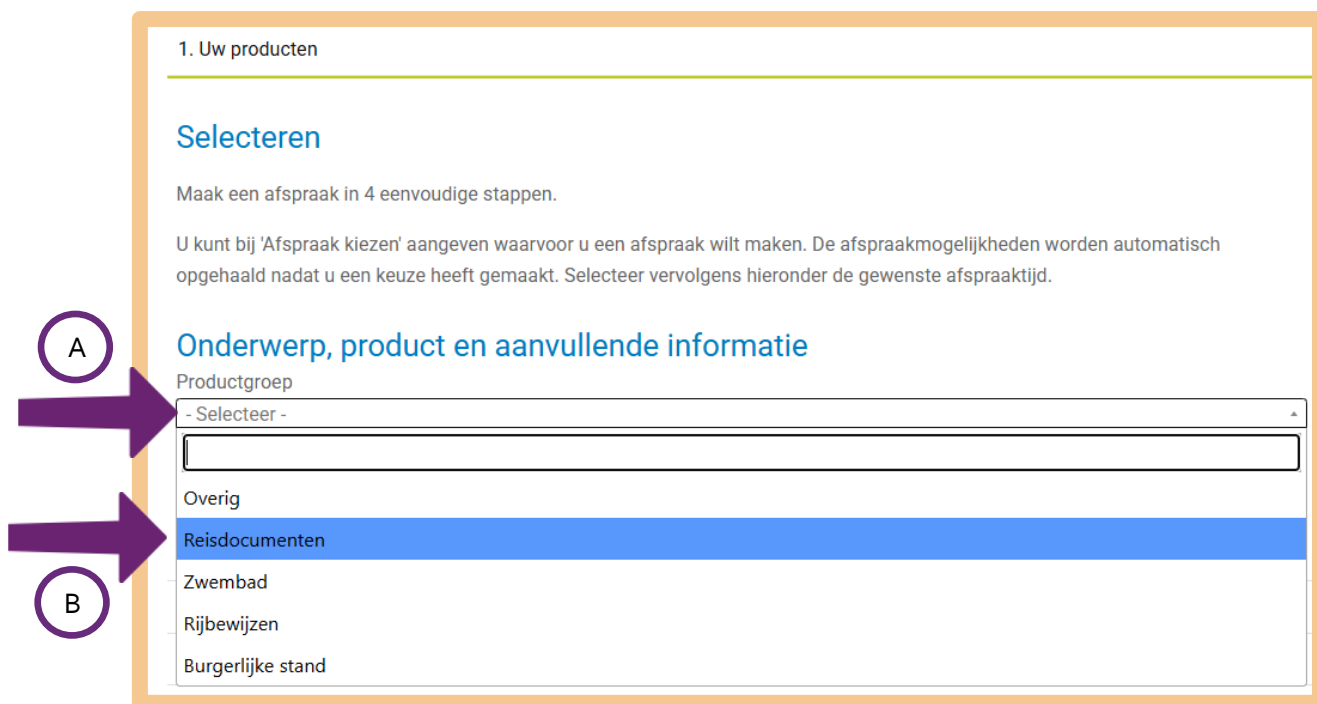 1. Uw producten
Selecteren
Maak een afspraak in 4 eenvoudige stappen.
U kunt bij 'Afspraak kiezen' aangeven waarvoor u een afspraak wilt maken. De afspraakmogelijkheden worden automatisch
opgehaald nadat u een keuze heeft gemaakt. Selecteer vervolgens hieronder de gewenste afspraaktijd.
A
Onderwerp, product en aanvullende informatie
Productgroep
- Selecteer -
Overig
Reisdocumenten
Zwembad
B
Rijbewijzen
Burgerlijke stand